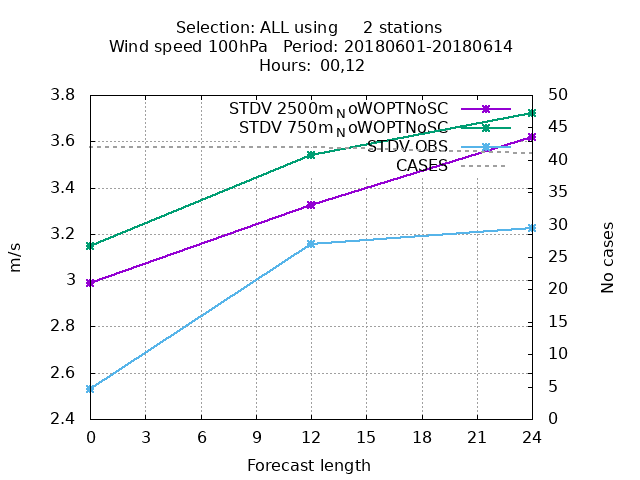 Selection: ALL using 2 stations
Wind speed 100hPa Period: 20180601-20180614
Hours: 00,12
3.8
3.6
3.4
3.2
3
2.8
2.6
2.4
50
45
40
35
30
25
20
15
10
5
0
STDV 2500m_NoWOPTNoSC
STDV 750m_NoWOPTNoSC
STDV OBS
CASES
m/s
No cases
0 3 6 9 12 15 18 21 24
Forecast length